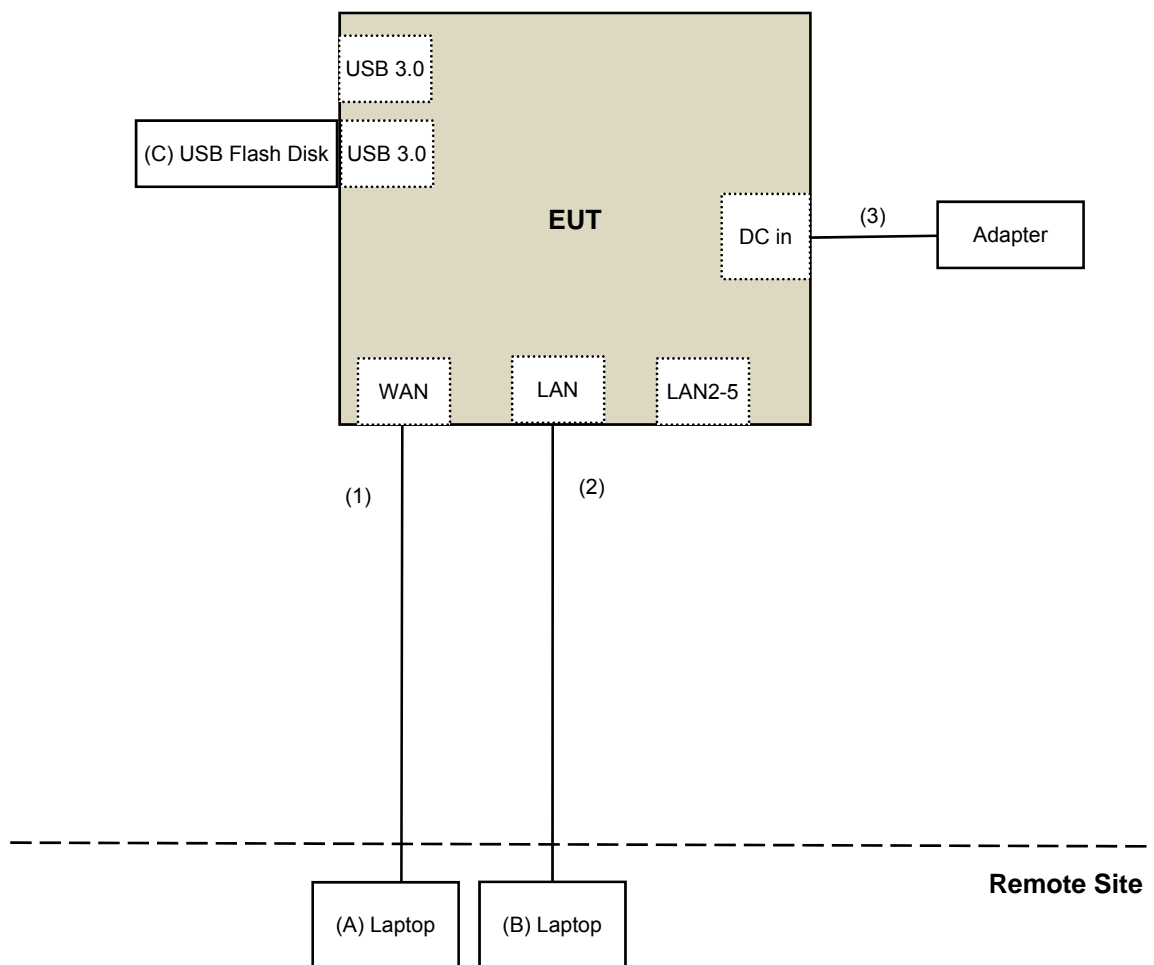 USB 3.0
(C) USB Flash Disk
USB 3.0
EUT
DC in
(3)
Adapter
WAN
LAN
LAN2-5
(1)
(2)
Remote Site
(A) Laptop
(B) Laptop